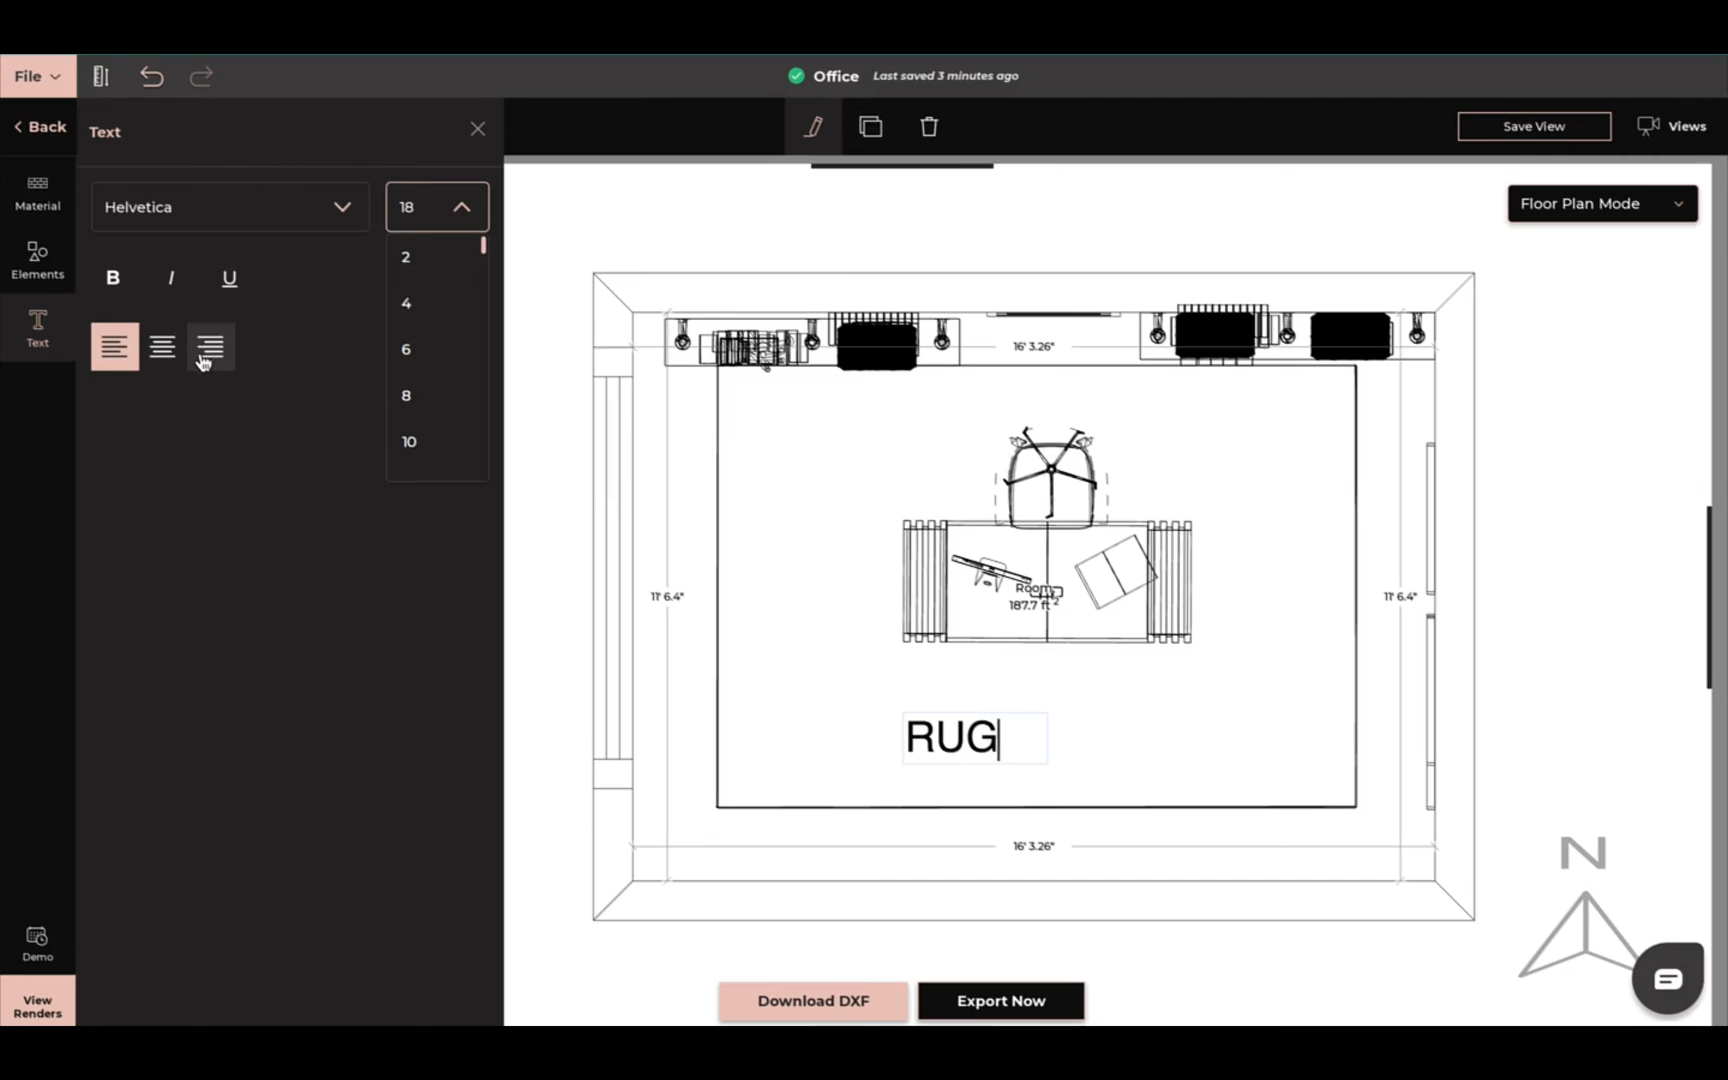 File
Office
Last saved 3 minutes ago
Back
Text
Save View
Views
Material
Helvetica
18
Floor Plan Mode
2
Elements
B I U
4
Text
6
16' 3.26"
8
10
Room
187.7 ft2
11' 6.4"
11' 6.4"
RUG
16' 3.26"
N
Demo
View
Renders
Download DXF
Export Now